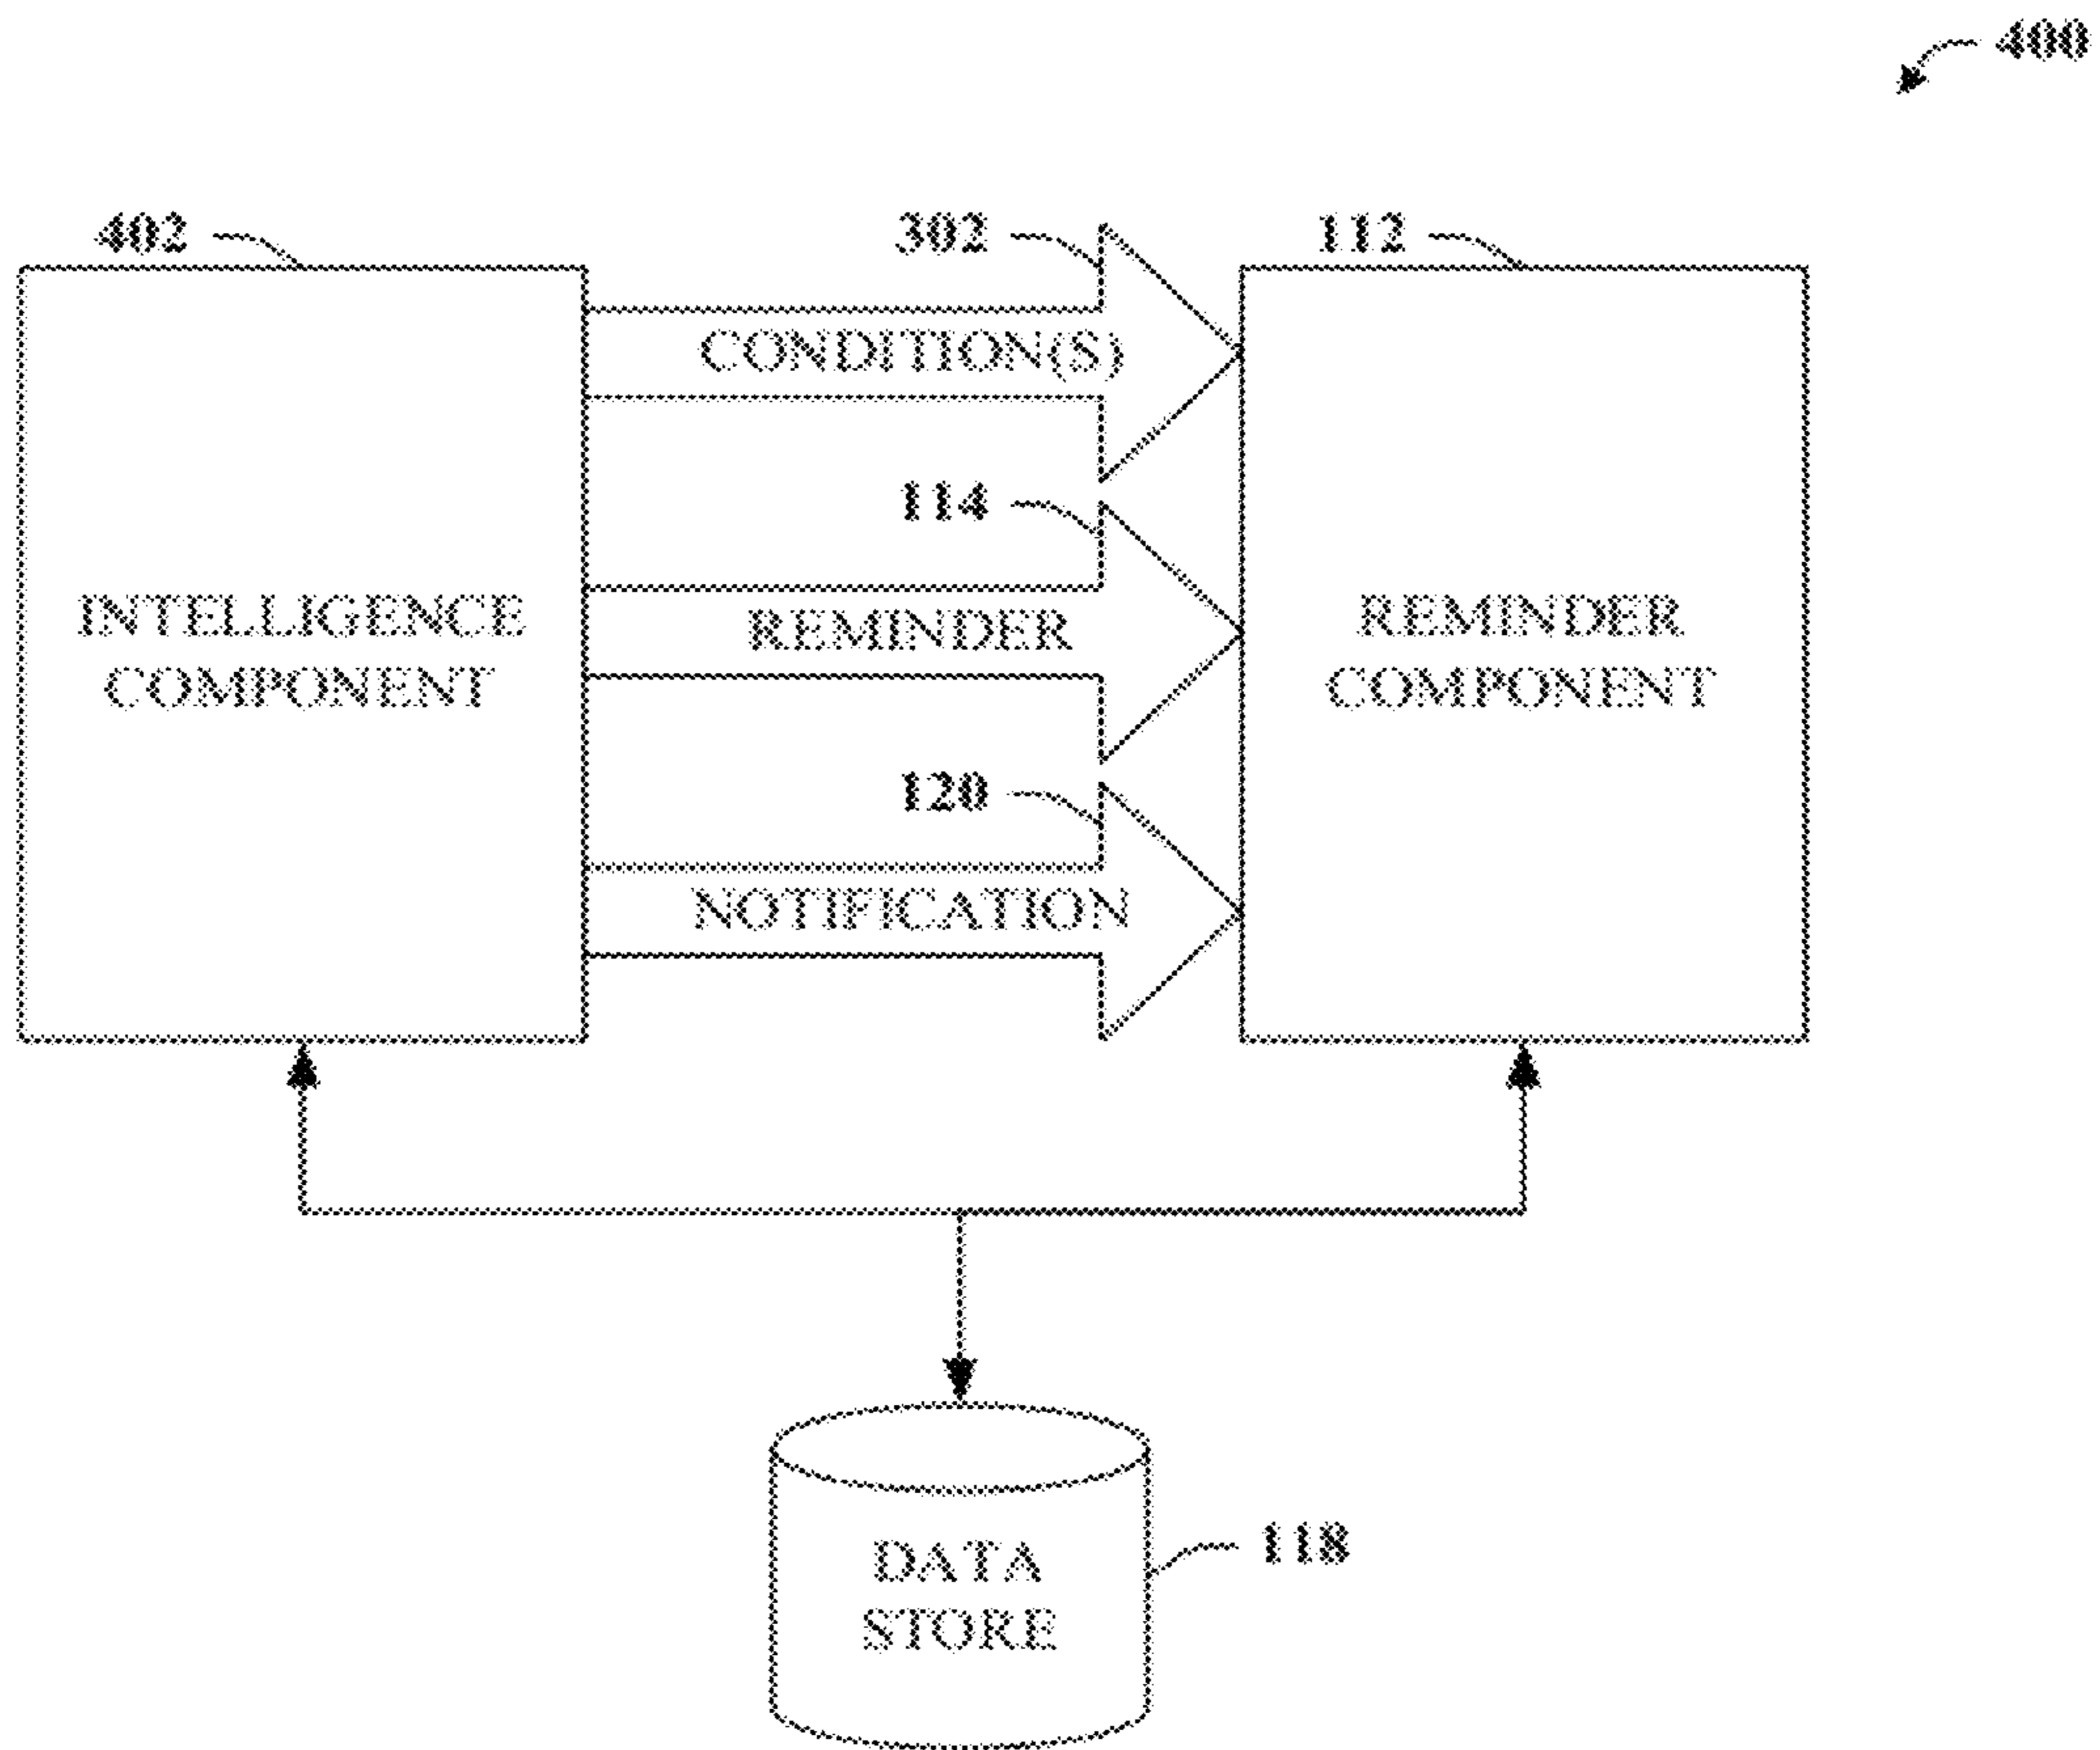 400
402
302
112
CONDITION(S)
114
INTELLIGENCE
COMPONENT
REMINDER
REMINDER
COMPONENT
120
NOTIFICATION
DATA
STORE
118